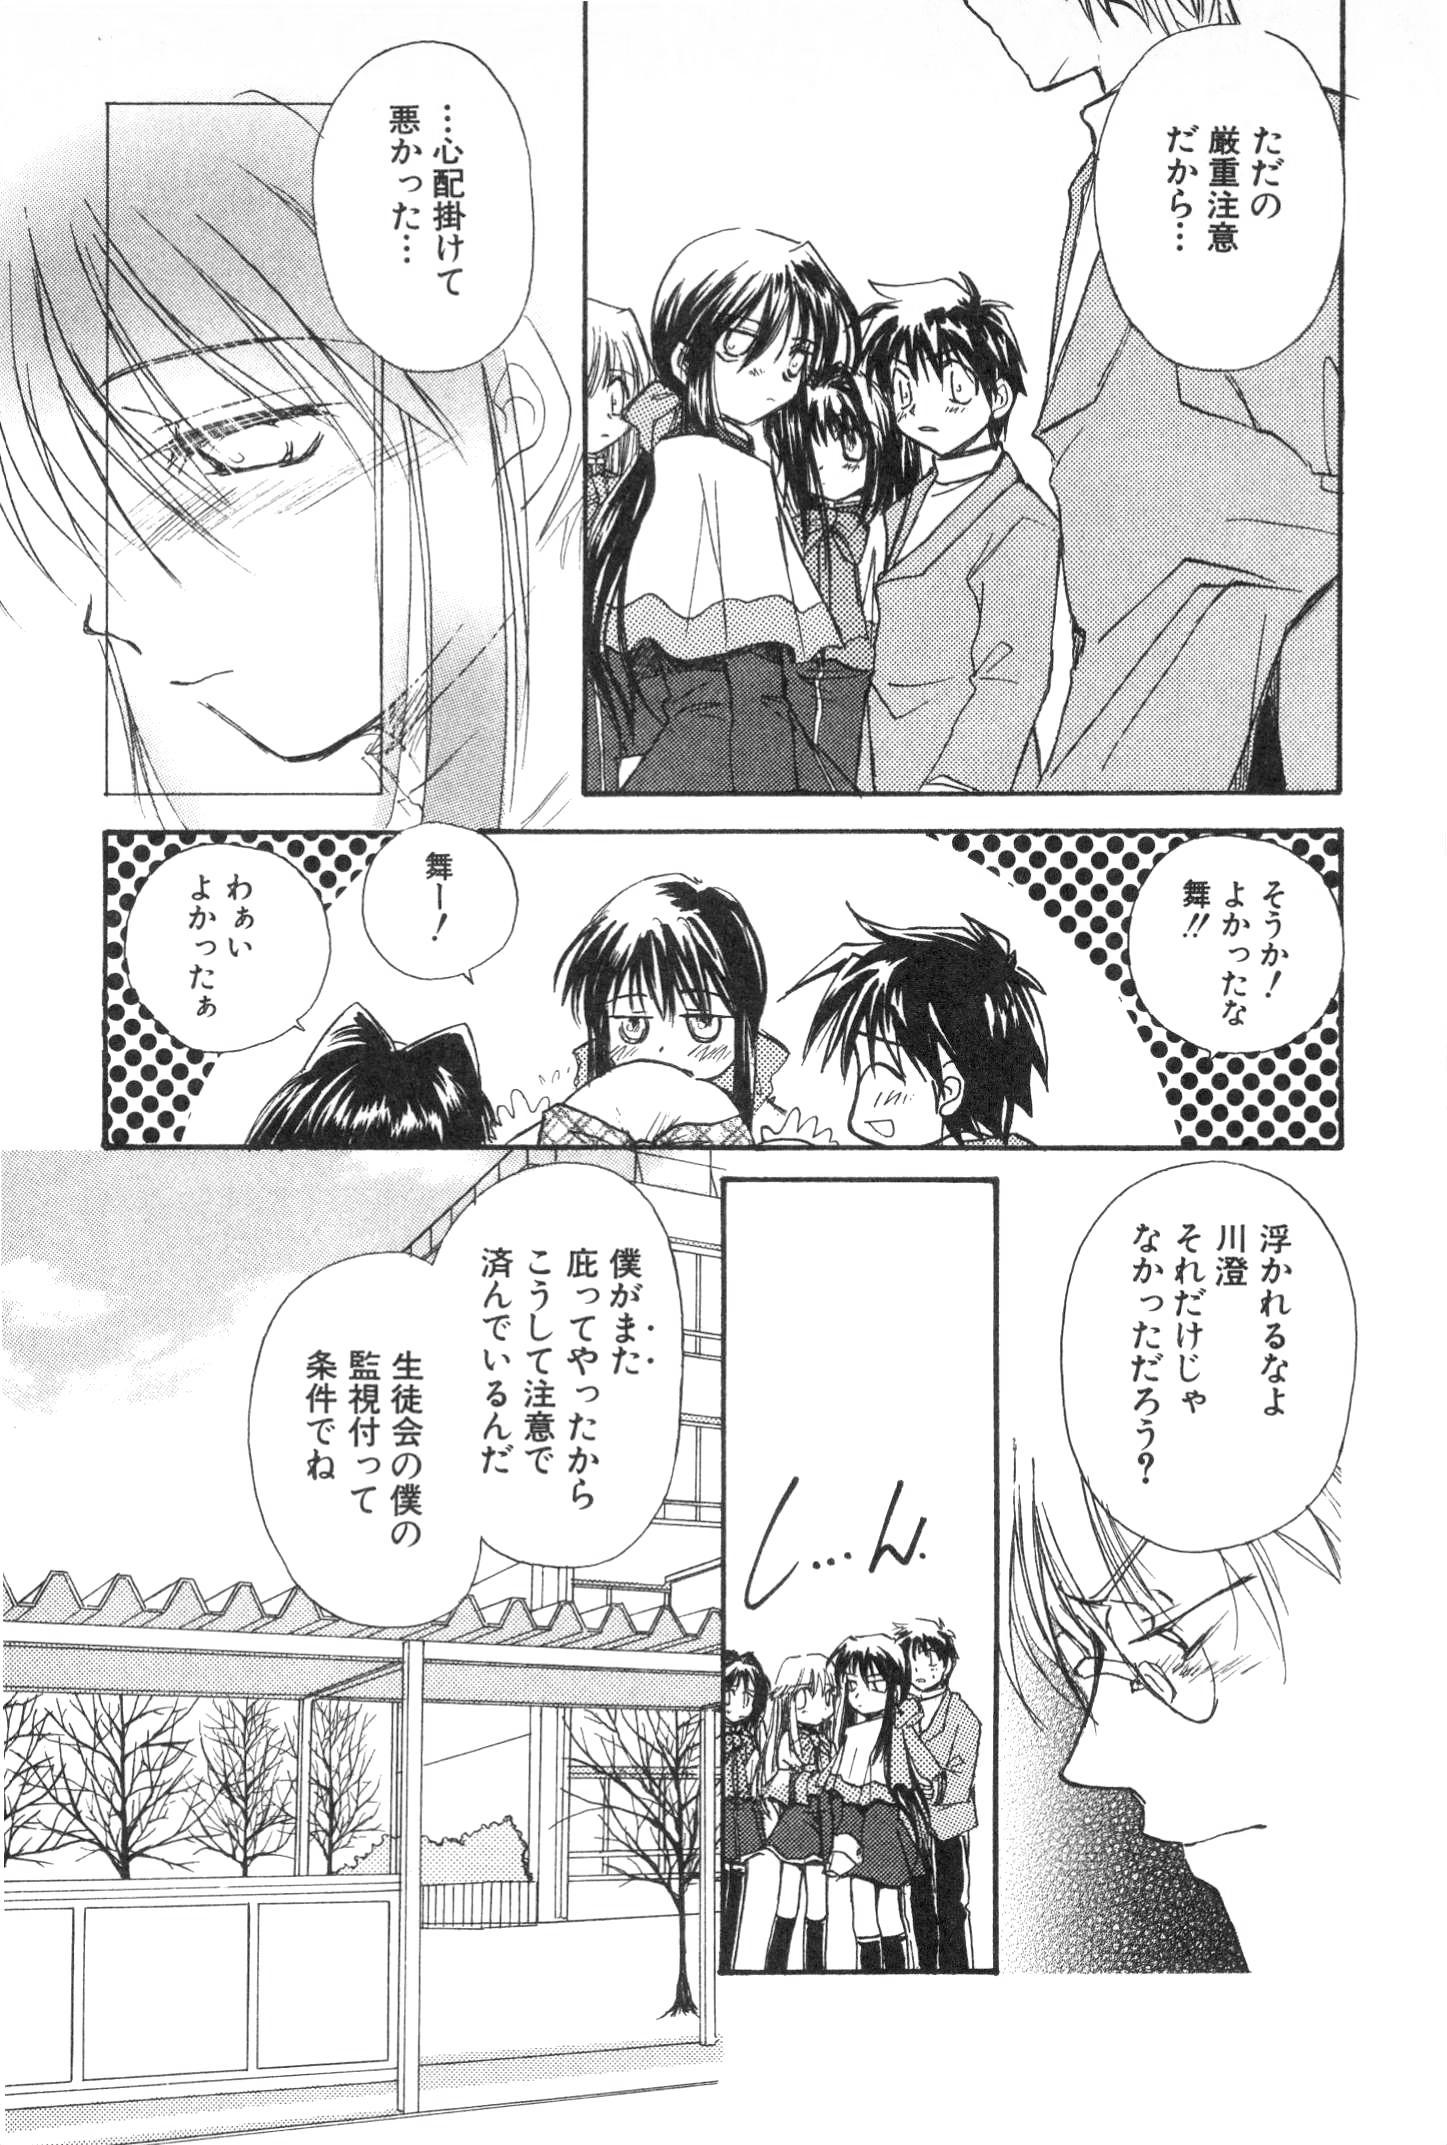 ただの
厳重注意
だから…
…心配掛けて
悪かった…
そうか！
よかったな
舞!!
舞ー！
わぁい
よかったぁ
浮かれるなよ
川澄
それだけじゃ
なかっただろう？
し…ん.
僕がまた
庇ってやったから
こうして注意で
済んでいるんだ
生徒会の僕の
監視付って
条件でね